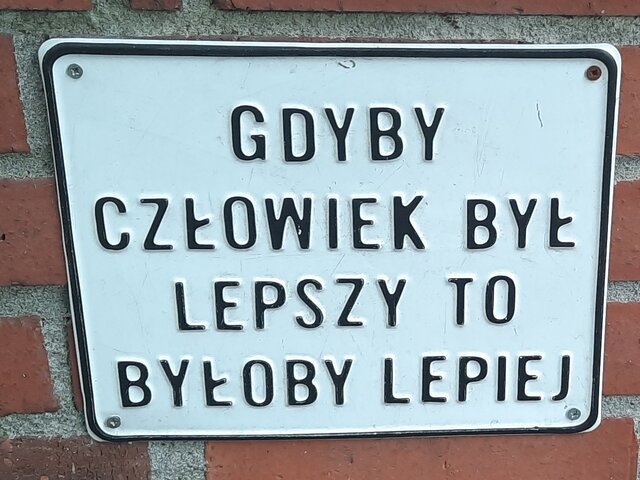 GDYBY
CZŁOWIEK BYŁ
LEPSZY TO
BYŁOBY LEPIEJ